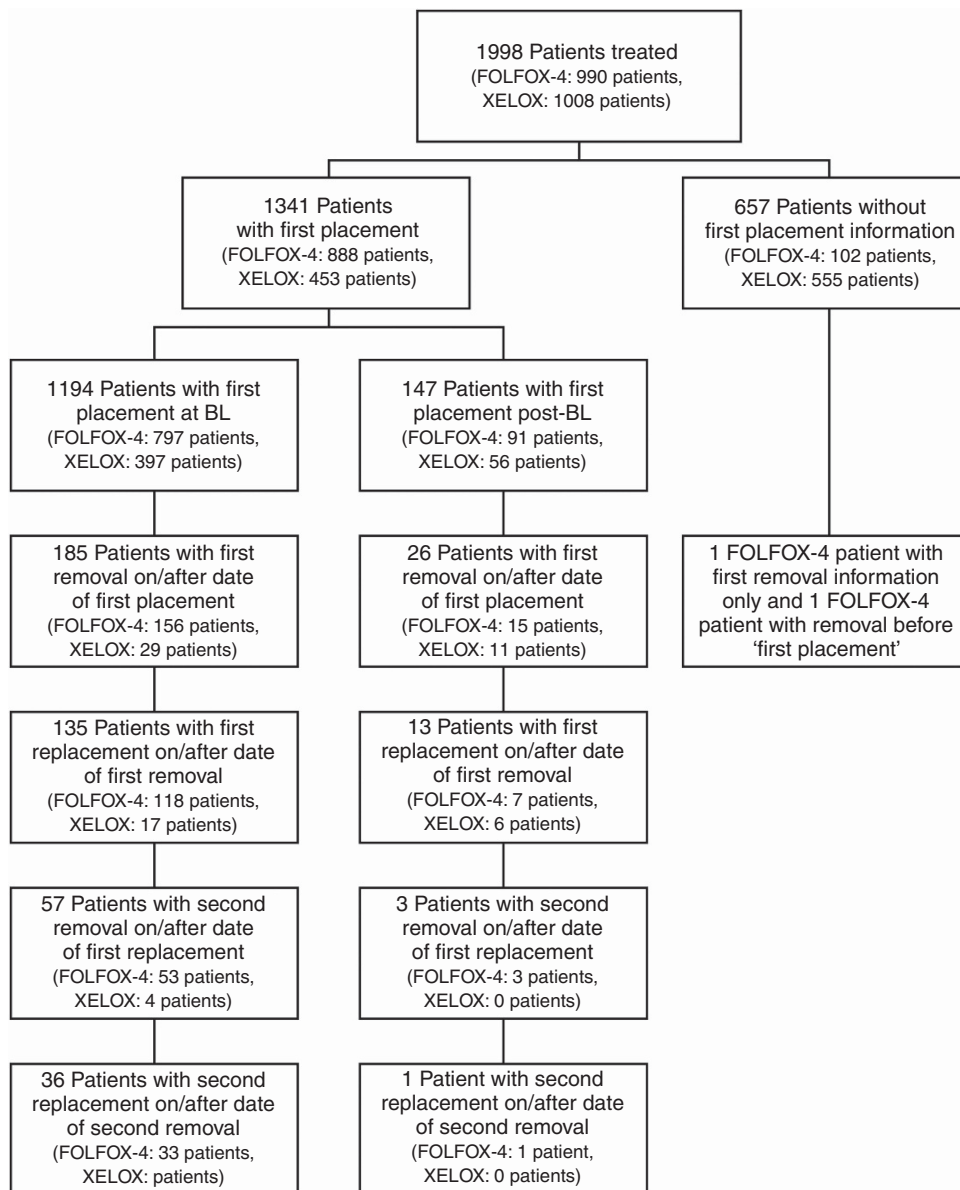 1998 Patients treated
(FOLFOX-4: 990 patients,
XELOX: 1008 patients)
1341 Patients
with first placement
(FOLFOX-4: 888 patients,
XELOX: 453 patients)
657 Patients without
first placement information
(FOLFOX-4: 102 patients,
XELOX: 555 patients)
1194 Patients with first
placement at BL
(FOLFOX-4: 797 patients,
XELOX: 397 patients)
147 Patients with first
placement post-BL
(FOLFOX-4: 91 patients,
XELOX: 56 patients)
185 Patients with first
removal on/after date
of first placement
(FOLFOX-4: 156 patients,
XELOX: 29 patients)
26 Patients with first
removal on/after date
of first placement
(FOLFOX-4: 15 patients,
XELOX: 11 patients)
1 FOLFOX-4 patient with
first removal information
only and 1 FOLFOX-4
patient with removal before
‘first placement’
135 Patients with first
replacement on/after date
of first removal
(FOLFOX-4: 118 patients,
XELOX: 17 patients)
13 Patients with first
replacement on/after date
of first removal
(FOLFOX-4: 7 patients,
XELOX: 6 patients)
57 Patients with second
removal on/after date
of first replacement
(FOLFOX-4: 53 patients,
XELOX: 4 patients)
3 Patients with second
removal on/after date
of first replacement
(FOLFOX-4: 3 patients,
XELOX: 0 patients)
36 Patients with second
replacement on/after date
of second removal
(FOLFOX-4: 33 patients,
XELOX: patients)
1 Patient with second
replacement on/after date
of second removal
(FOLFOX-4: 1 patient,
XELOX: 0 patients)